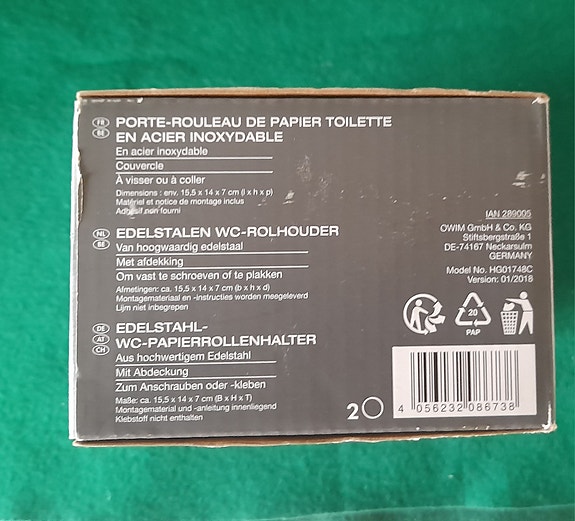 FR BE PORTE-ROULEAU DE PAPIER TOILETTE
EN ACIER INOXYDABLE
En acier inoxydable
Couvercle
À visser ou à coller
Dimensions : env. 15,5 x 14 x 7 cm (l x h x p)
Matériel et notice de montage inclus
Adhésif non fourni
NL BE EDELSTALEN WC-ROLHOUDER
Van hoogwaardig edelstaal
Met afdekking
Om vast te schroeven of te plakken
Afmetingen: ca. 15,5 x 14 x 7 cm (b x h x d)
Montagemateriaal en -instructies worden meegeleverd
Lijm niet inbegrepen
DE AT CH EDELSTAHL-
WC-PAPIERROLLENHALTER
Aus hochwertigem Edelstahl
Mit Abdeckung
Zum Anschrauben oder -kleben
Maße: ca. 15,5 x 14 x 7 cm (B x H x T)
Montagematerial und -anleitung innenliegend
Klebstoff nicht enthalten
IAN 289005
OWIM GmbH & Co. KG
Stiftsbergstraße 1
DE-74167 Neckarsulm
GERMANY
Model No. HG01748C
Version: 01/2018
20
PAP
2
4 056232 086738